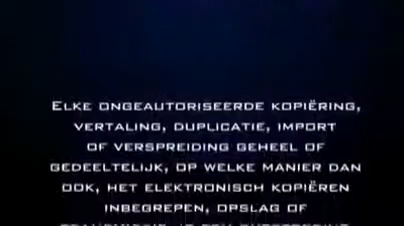 ELKE ONGEAUTORISEERDE KOPIËRING,
VERTALING, DUPLICATIE, IMPORT
OF VERSPREIDING GEHEEL OF
GEDEELTELIJK, OP WELKE MANIER DAN
OOK, HET ELEKTRONISCH KOPIËREN
INBEGREPEN, OPSLAG OF